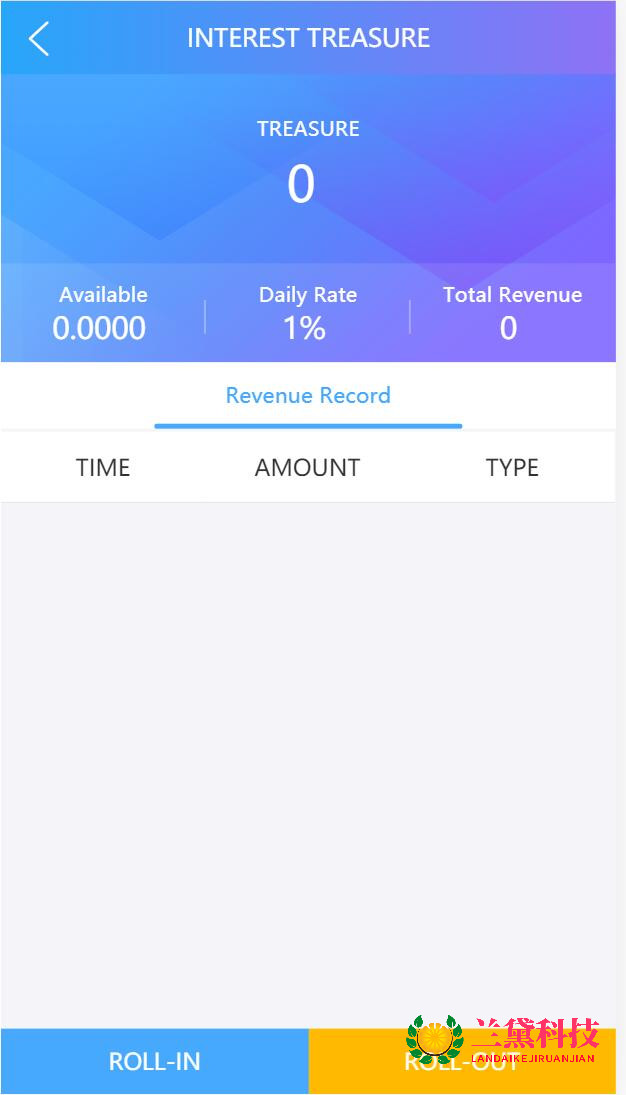 INTEREST TREASURE
TREASURE
0
Available
Daily Rate
Total Revenue
0.0000
1%
0
Revenue Record
TIME
AMOUNT
TYPE
ROLL-IN
ROLL-OUT
兰黛科技
LANDAIKEJIRUANJIAN